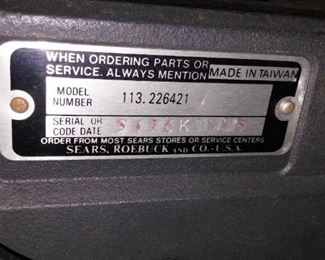 WHEN ORDERING PARTS OR
SERVICE. ALWAYS MENTION MADE IN TAIWAN
MODEL
NUMBER 113.226421
SERIAL OR
CODE DATE
ORDER FROM MOST SEARS STORES OR SERVICE CENTERS
SEARS, ROEBUCK AND CO.-U.S.A.